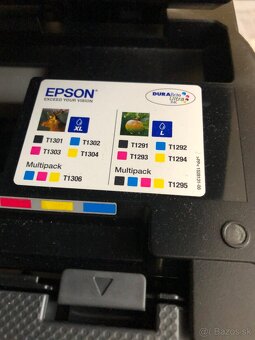 EPSON
EXCEED YOUR VISION
DURABrite
Ultra
Ink
XL
L
T1301 T1302
T1303 T1304
Multipack
T1306
T1291 T1292
T1293 T1294
Multipack
T1295
Bazos.sk